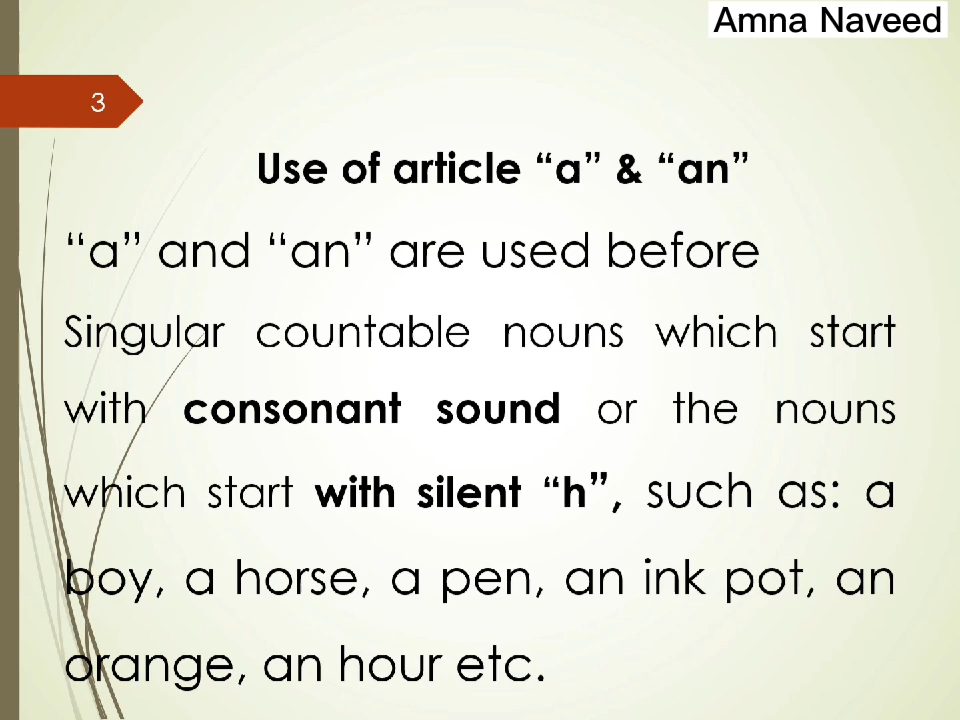 Amna Naveed
3
Use of article “a” & “an”
“a” and “an” are used before
Singular countable nouns which start
with consonant sound or the nouns
which start with silent “h”, such as: a
boy, a horse, a pen, an ink pot, an
orange, an hour etc.